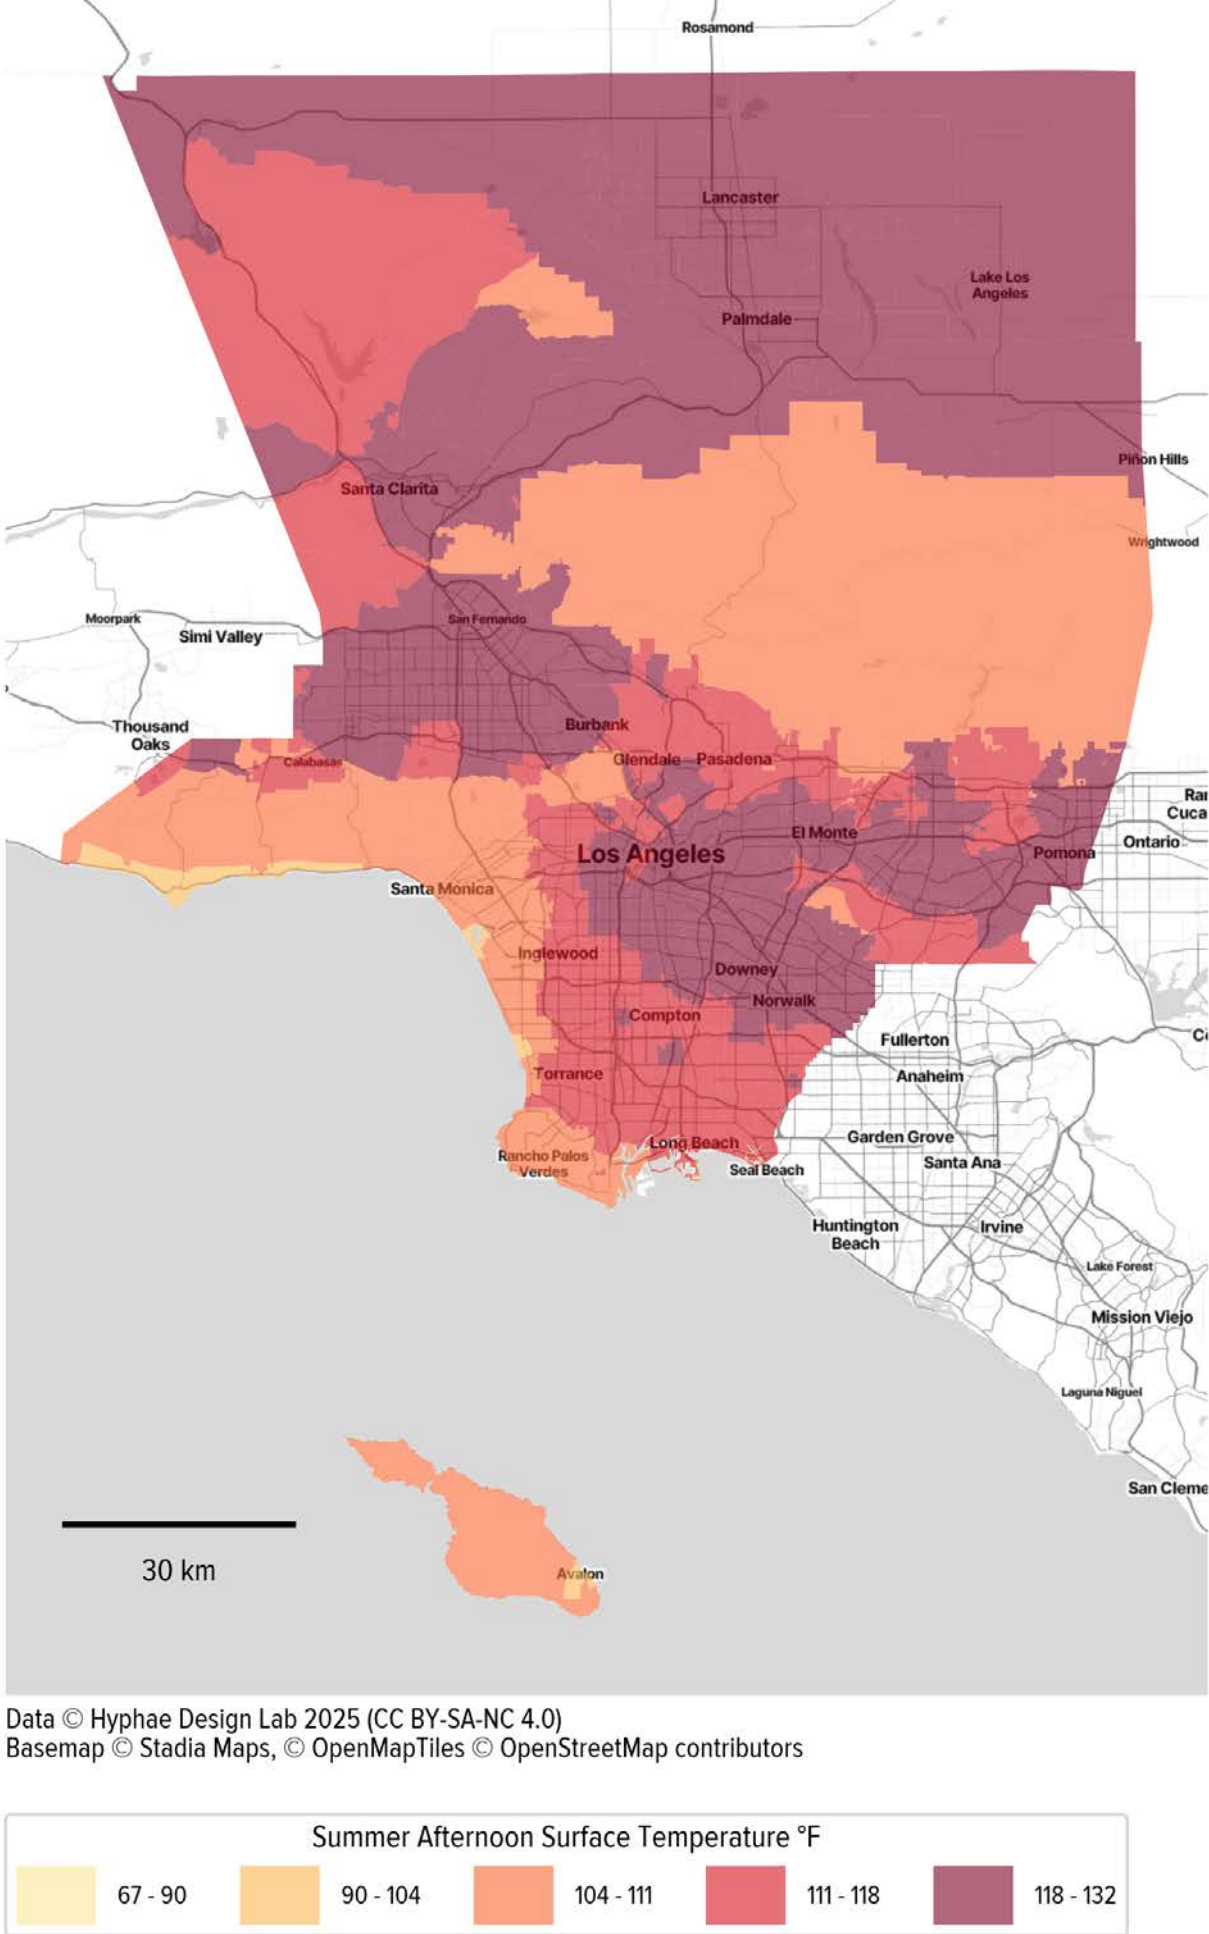 Rosamond
Lancaster
Lake Los
Angeles
Palmdale
Piñon Hills
Santa Clarita
Wrightwood
Moorpark
San Fernando
Simi Valley
Thousand
Oaks
Burbank
Calabasas
Glendale
Pasadena
Ra
Cuca
El Monte
Ontario
Los Angeles
Pomona
Santa Monica
Inglewood
Downey
Norwalk
Compton
Fullerton
Anaheim
Torrance
Garden Grove
Long Beach
Rancho Palos
Verdes
Seal Beach
Santa Ana
Huntington
Beach
Irvine
Lake Forest
Mission Viejo
Laguna Niguel
San Cleme
30 km
Avalon
Data © Hyphae Design Lab 2025 (CC BY-SA-NC 4.0)
Basemap © Stadia Maps, © OpenMapTiles © OpenStreetMap contributors
Summer Afternoon Surface Temperature °F
67 - 90
90 - 104
104 - 111
111 - 118
118 - 132